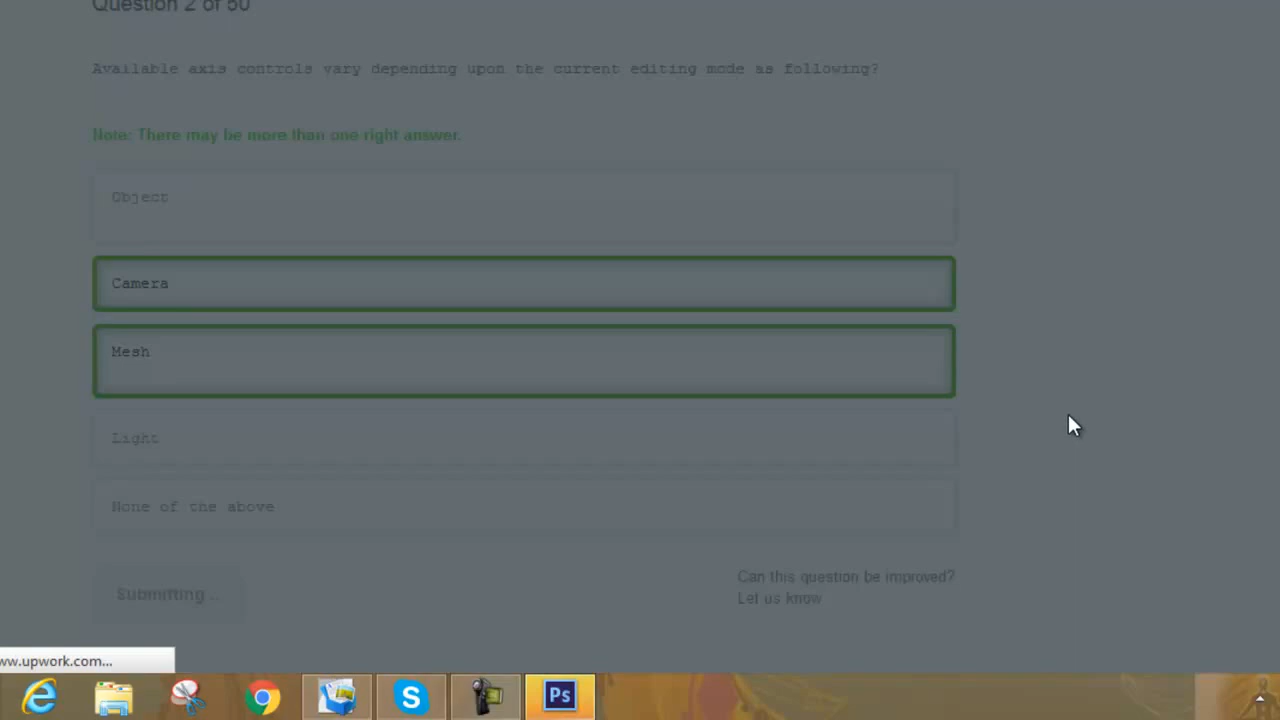 Question 2 of 50
Available axis controls vary depending upon the current editing mode as following?
Note: There may be more than one right answer.
Object
Camera
Mesh
Light
None of the above
Submitting ..
Can this question be improved?
Let us know
ww.upwork.com...
Ps